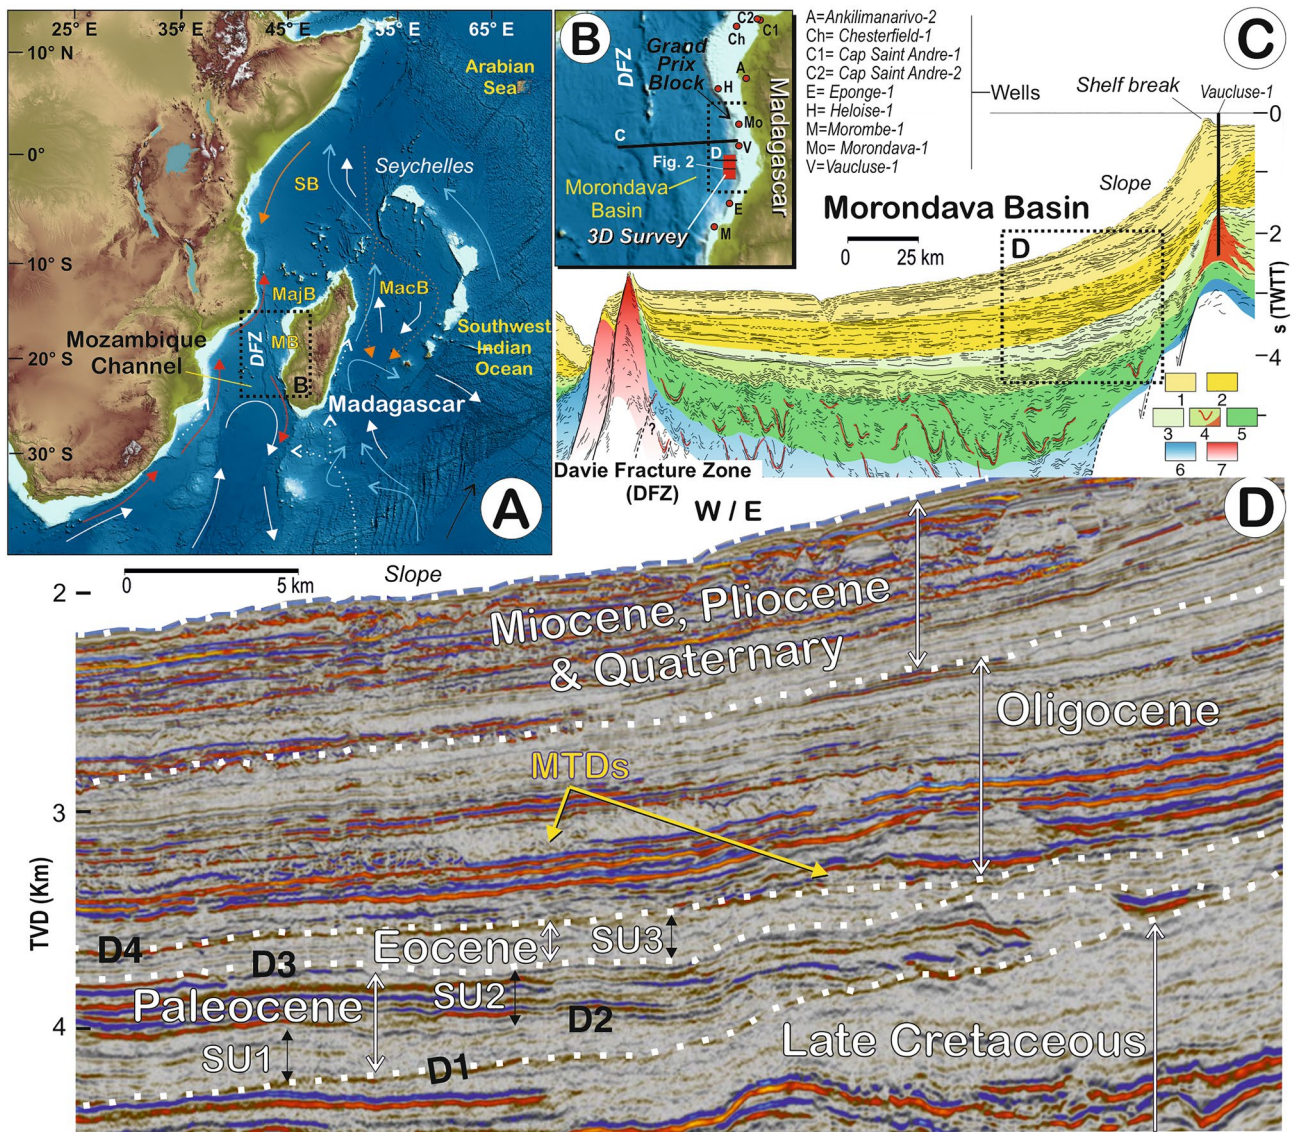 25° E
35° E
45° E
55° E
65° E
10° N
0°
10° S
20° S
30° S
Arabian
Sea
Seychelles
SB
MajB
MacB
Mozambique
Channel
DFZ
MB
B
Madagascar
Southwest
Indian
Ocean
A
B
DFZ
Grand
Prix
Block
C2
C1
Ch
A
H
Mo
C
V
D
Fig. 2
Morondava
Basin
3D Survey
E
M
Madagascar
A=Ankilimanarivo-2
Ch= Chesterfield-1
C1= Cap Saint Andre-1
C2= Cap Saint Andre-2
E= Eponge-1
H= Heloise-1
M=Morombe-1
Mo= Morondava-1
V=Vaucluse-1
Wells
C
Shelf break
Vaucluse-1
Slope
Morondava Basin
0
25 km
D
0
2
4
s (TWTT)
1
2
3
4
5
6
7
?
Davie Fracture Zone
(DFZ)
W / E
D
0
5 km
Slope
2
3
4
TVD (Km)
Miocene, Pliocene
& Quaternary
Oligocene
MTDs
D4
D3
Eocene
SU3
Paleocene
SU2
D2
SU1
D1
Late Cretaceous